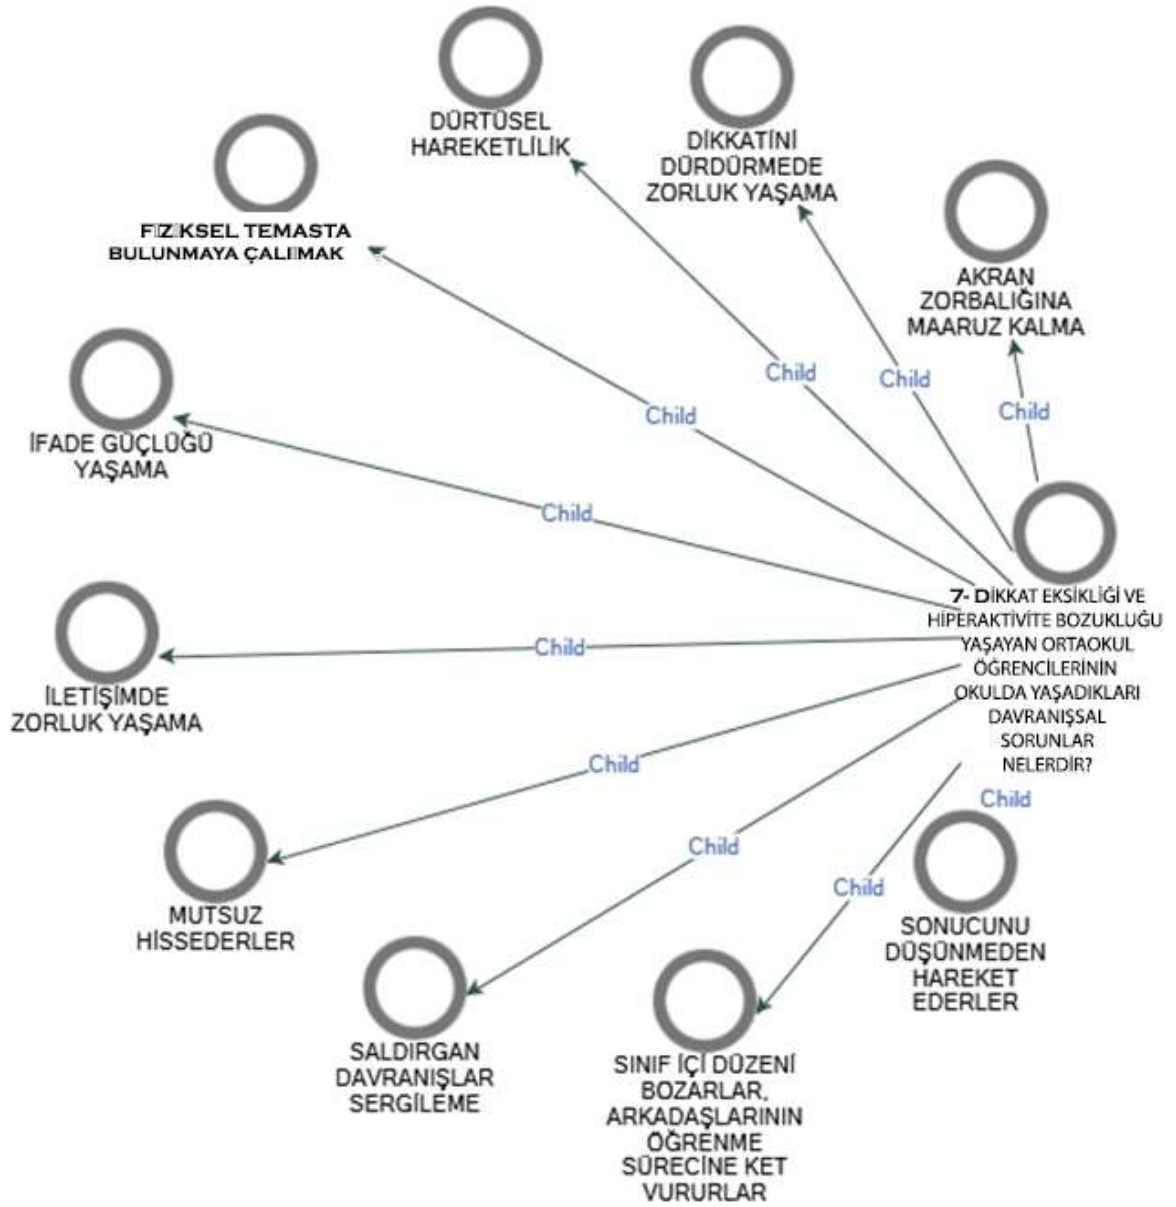 DÜRTÜSEL
HAREKETLİLİK
DİKKATİNİ
DÜRDÜRMEDE
ZORLUK YAŞAMA
AKRAN
ZORBALIĞINA
MAARUZ KALMA
TEMASTA
BULUNMAYA
İFADE GÜÇLÜĞÜ
YAŞAMA
İLETİŞİMDE
ZORLUK YAŞAMA
MUTSUZ
HİSSEDERLER
SALDIRGAN
DAVRANIŞLAR
SERGİLEME
SINIF İÇİ DÜZENİ
BOZARLAR,
ARKADAŞLARININ
ÖĞRENME
SÜRECİNE KET
VURURLAR
SONUCUNU
DÜŞÜNMEDEN
HAREKET
EDERLER
7- DİKKAT EKSİKLİĞİ VE
HİPERAKTİVİTE BOZUKLUĞU
YAŞAYAN ORTAOKUL
ÖĞRENCİLERİNİN
OKULDA YAŞADIKLARI
DAVRANIŞSAL
SORUNLAR
NELERDİR?
Child
Child
Child
Child
Child
Child
Child
Child
Child
Child